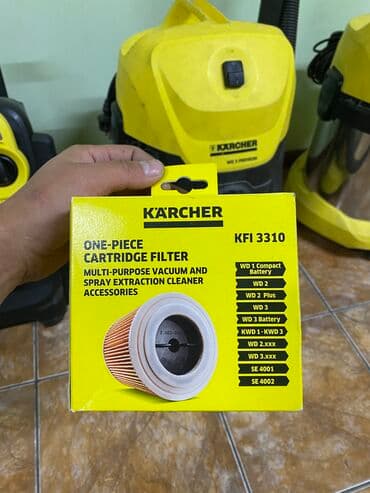 KÄRCHER
WD 3 PREMIUM
KÄRCHER
ONE-PIECE
CARTRIDGE FILTER
KFI 3310
MULTI-PURPOSE VACUUM AND
SPRAY EXTRACTION CLEANER
ACCESSORIES
WD 1 Compact
Battery
WD 2
WD 2 Plus
WD 3
WD 3 Battery
KWD 1 - KWD 3
WD 2.xxx
WD 3.xxx
SE 4001
SE 4002